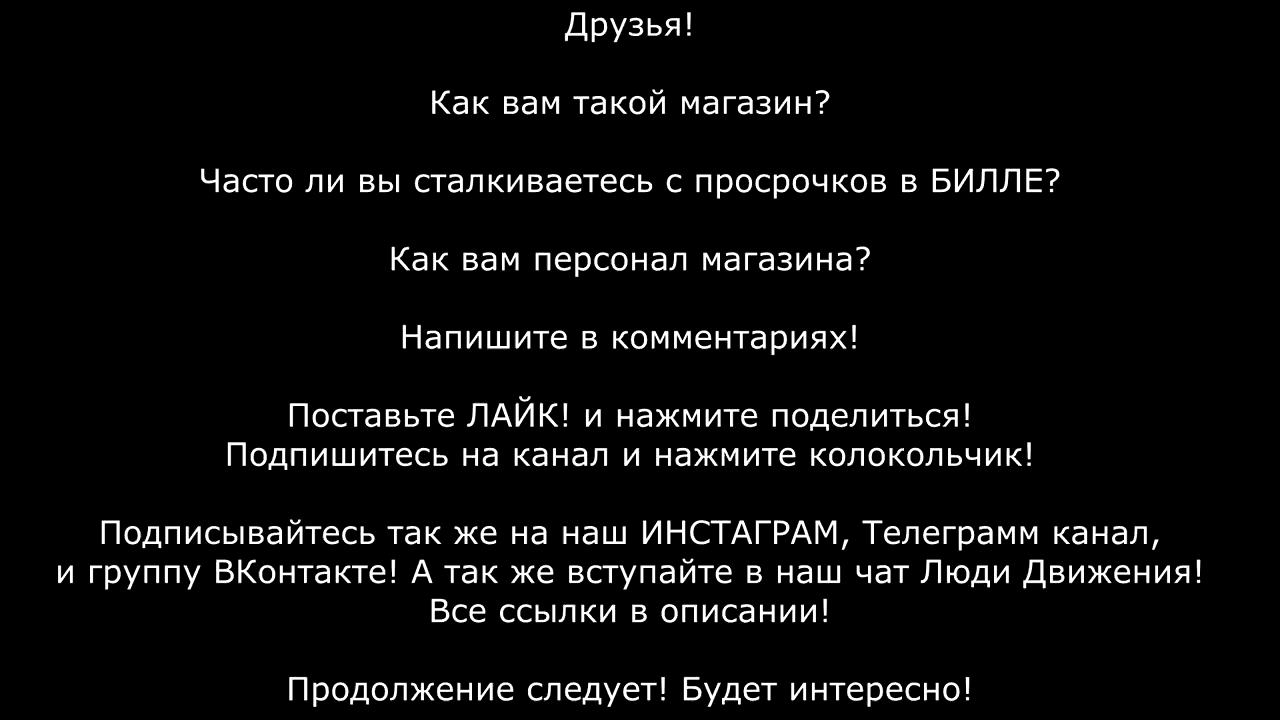 Друзья!
Как вам такой магазин?
Часто ли вы сталкиваетесь с просрочков в БИЛЛЕ?
Как вам персонал магазина?
Напишите в комментариях!
Поставьте ЛАЙК! и нажмите поделиться!
Подпишитесь на канал и нажмите колокольчик!
Подписывайтесь так же на наш ИНСТАГРАМ, Телеграмм канал,
и группу ВКонтакте! А так же вступайте в наш чат Люди Движения!
Все ссылки в описании!
Продолжение следует! Будет интересно!